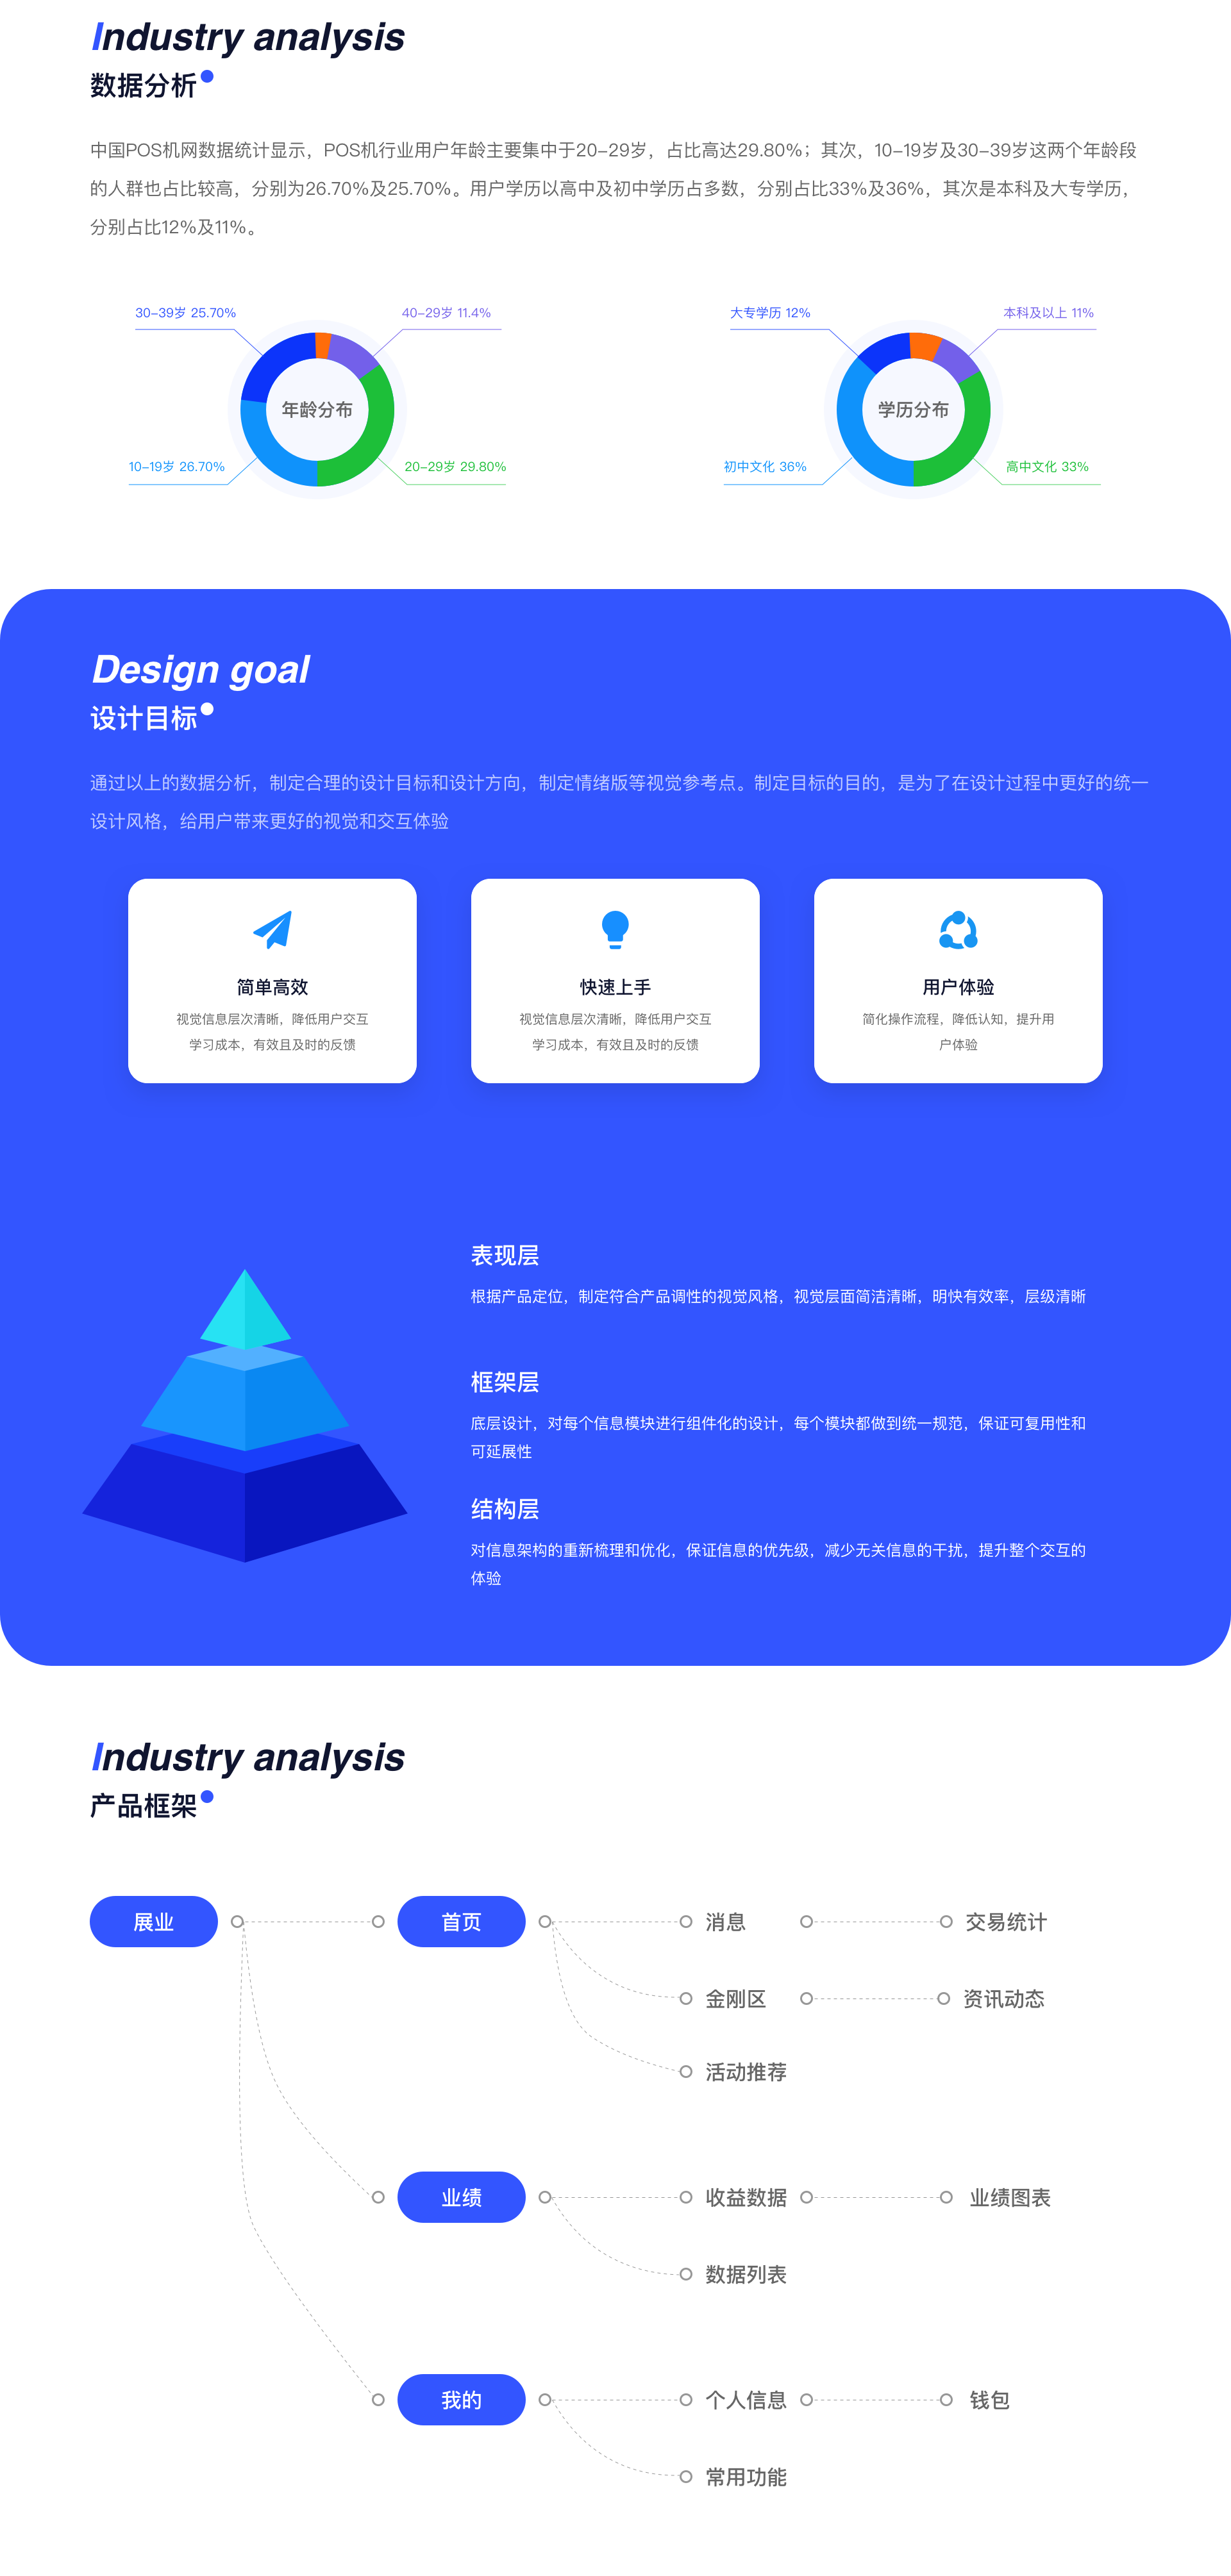 Industry analysis
数据分析
中国POS机网数据统计显示，POS机行业用户年龄主要集中于20-29岁，占比高达29.80%；其次，10-19岁及30-39岁这两个年龄段
的人群也占比较高，分别为26.70%及25.70%。用户学历以高中及初中学历占多数，分别占比33%及36%，其次是本科及大专学历，
分别占比12%及11%。
30-39岁 25.70%
40-29岁 11.4%
年龄分布
10-19岁 26.70%
20-29岁 29.80%
大专学历 12%
本科及以上 11%
学历分布
初中文化 36%
高中文化 33%
Design goal
设计目标
通过以上的数据分析，制定合理的设计目标和设计方向，制定情绪版等视觉参考点。制定目标的目的，是为了在设计过程中更好的统一
设计风格，给用户带来更好的视觉和交互体验
简单高效
视觉信息层次清晰，降低用户交互
学习成本，有效且及时的反馈
快速上手
视觉信息层次清晰，降低用户交互
学习成本，有效且及时的反馈
用户体验
简化操作流程，降低认知，提升用
户体验
表现层
根据产品定位，制定符合产品调性的视觉风格，视觉层面简洁清晰，明快有效率，层级清晰
框架层
底层设计，对每个信息模块进行组件化的设计，每个模块都做到统一规范，保证可复用性和
可延展性
结构层
对信息架构的重新梳理和优化，保证信息的优先级，减少无关信息的干扰，提升整个交互的
体验
Industry analysis
产品框架
展业
首页
消息
交易统计
金刚区
资讯动态
活动推荐
业绩
收益数据
业绩图表
数据列表
我的
个人信息
钱包
常用功能